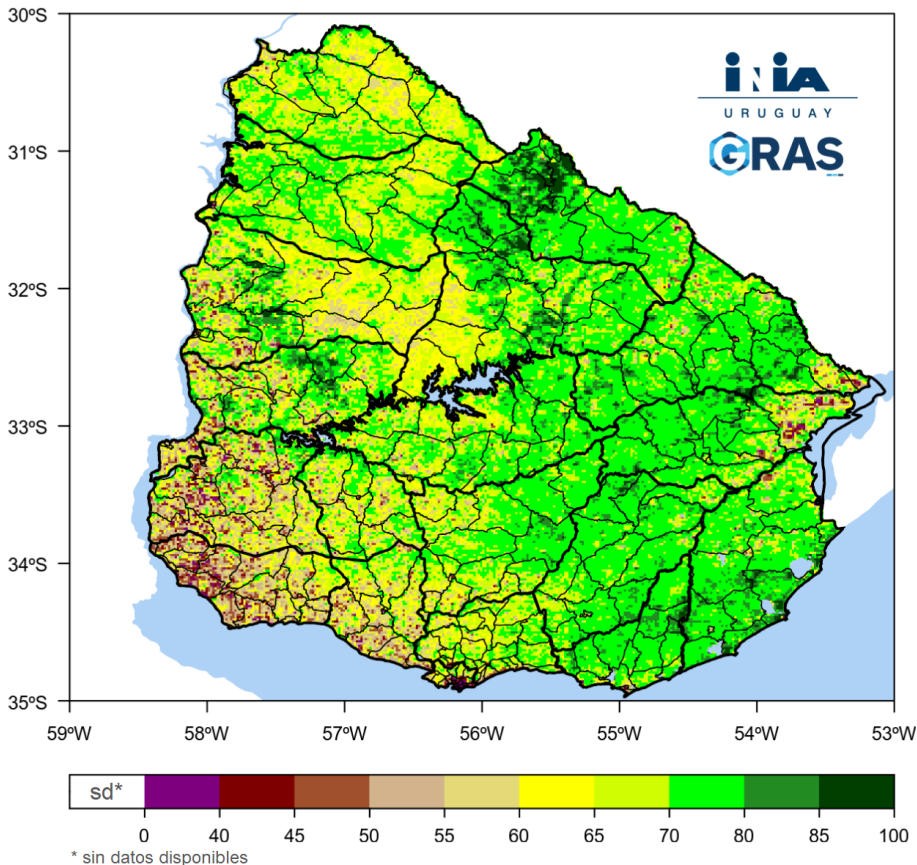 30ºS
31ºS
32ºS
33ºS
34ºS
35ºS
iNiA
URUGUAY
GRAS
59ºW 58ºW 57ºW 56ºW 55ºW 54ºW 53ºW
sd*
0 40 45 50 55 60 65 70 80 85 100
* sin datos disponibles